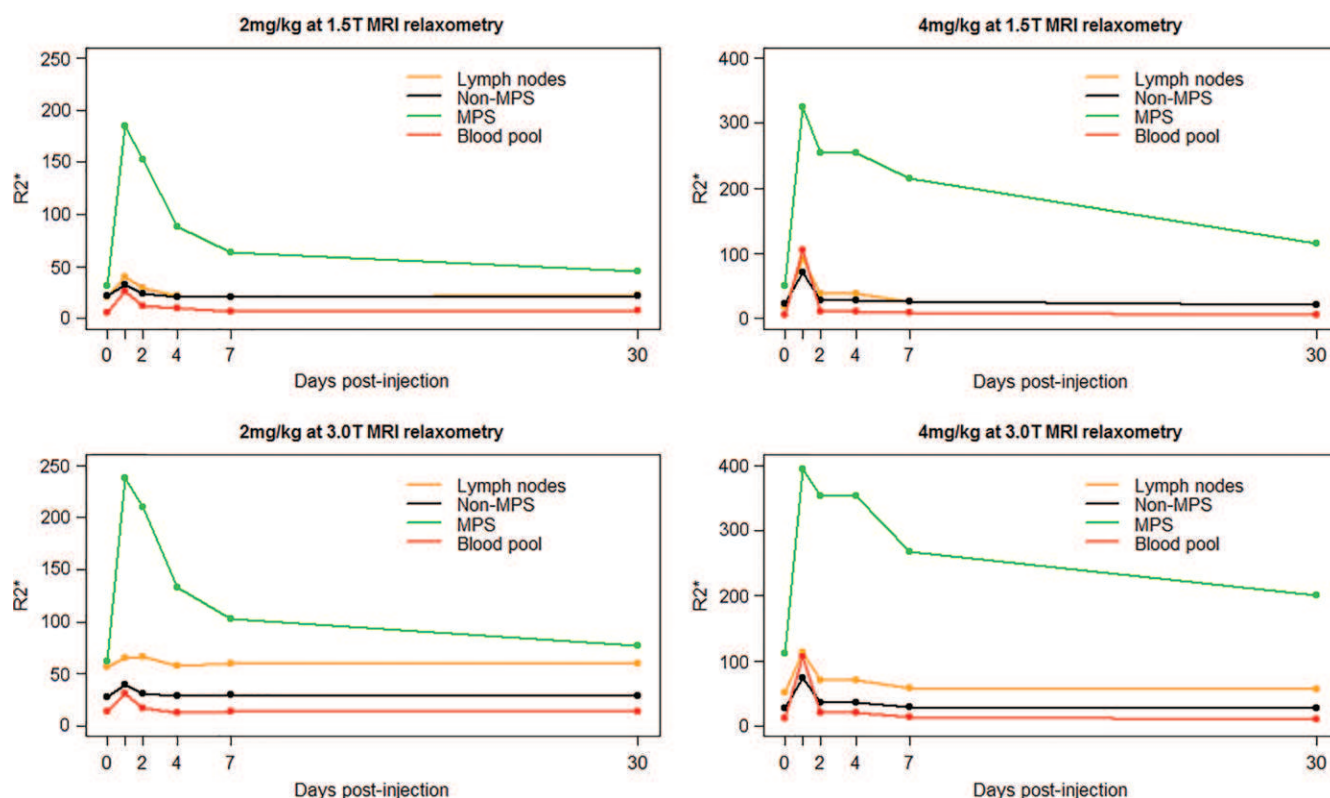 2mg/kg at 1.5T MRI relaxometry
250
200
150
100
50
0
R2*
Lymph nodes
Non-MPS
MPS
Blood pool
0 2 4 7 30
Days post-injection
4mg/kg at 1.5T MRI relaxometry
400
300
200
100
0
R2*
Lymph nodes
Non-MPS
MPS
Blood pool
0 2 4 7 30
Days post-injection
2mg/kg at 3.0T MRI relaxometry
250
200
150
100
50
0
R2*
Lymph nodes
Non-MPS
MPS
Blood pool
0 2 4 7 30
Days post-injection
4mg/kg at 3.0T MRI relaxometry
400
300
200
100
0
R2*
Lymph nodes
Non-MPS
MPS
Blood pool
0 2 4 7 30
Days post-injection